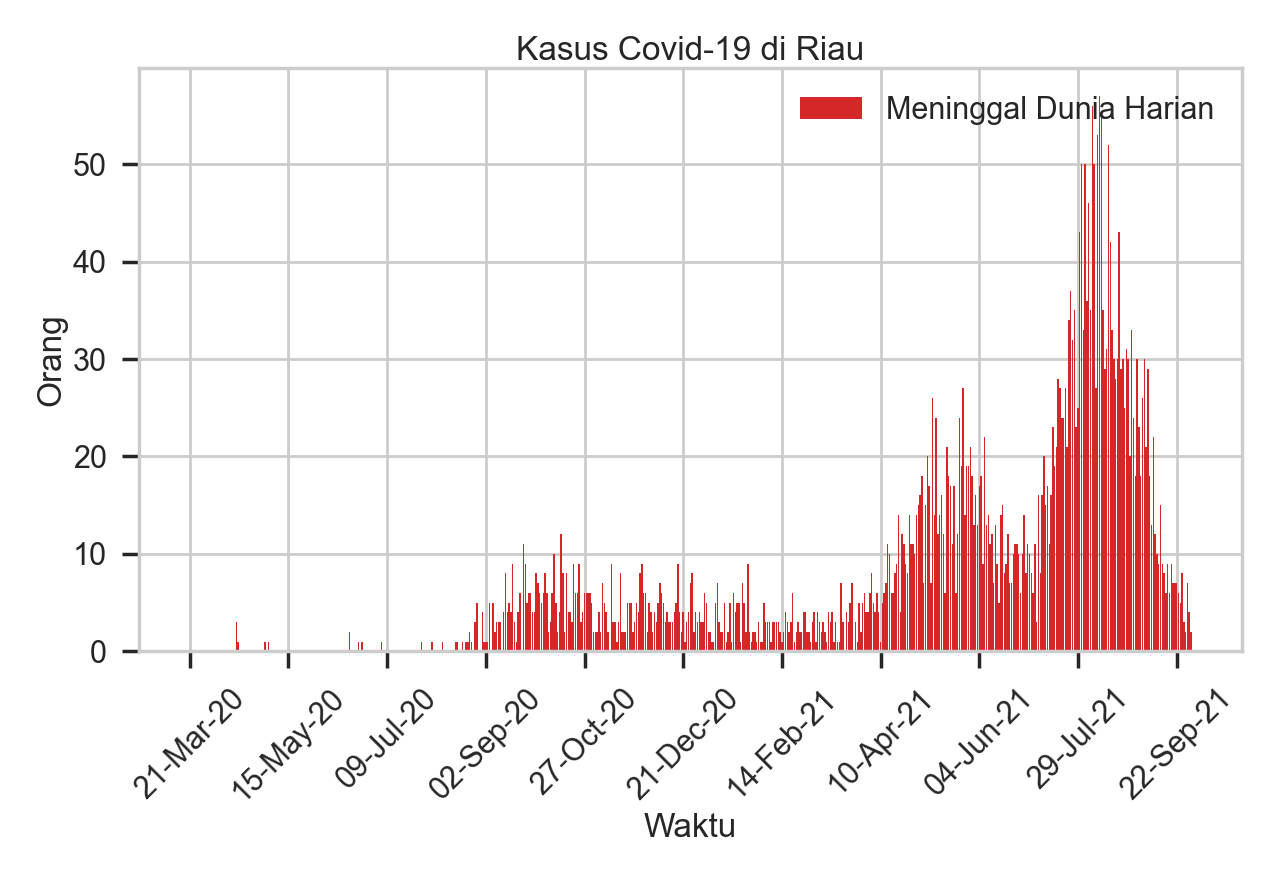 Kasus Covid-19 di Riau
Meninggal Dunia Harian
50
40
30
20
10
0
Orang
21-Mar-20
15-May-20
09-Jul-20
02-Sep-20
27-Oct-20
21-Dec-20
14-Feb-21
10-Apr-21
04-Jun-21
29-Jul-21
22-Sep-21
Waktu